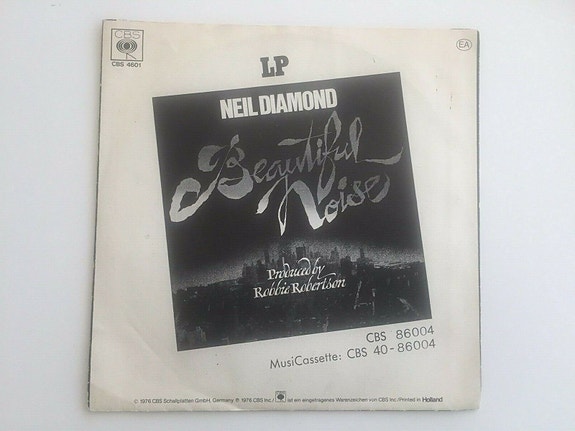 CBS
CBS 4601
EA
LP
NEIL DIAMOND
Beautiful
Noise
Produced by
Robbie Robertson
CBS 86004
MusiCassette: CBS 40-86004
℗ 1976 CBS Schallplatten GmbH, Germany ℗ 1976 CBS Inc./ ist ein eingetragenes Warenzeichen von CBS Inc./Printed in Holland